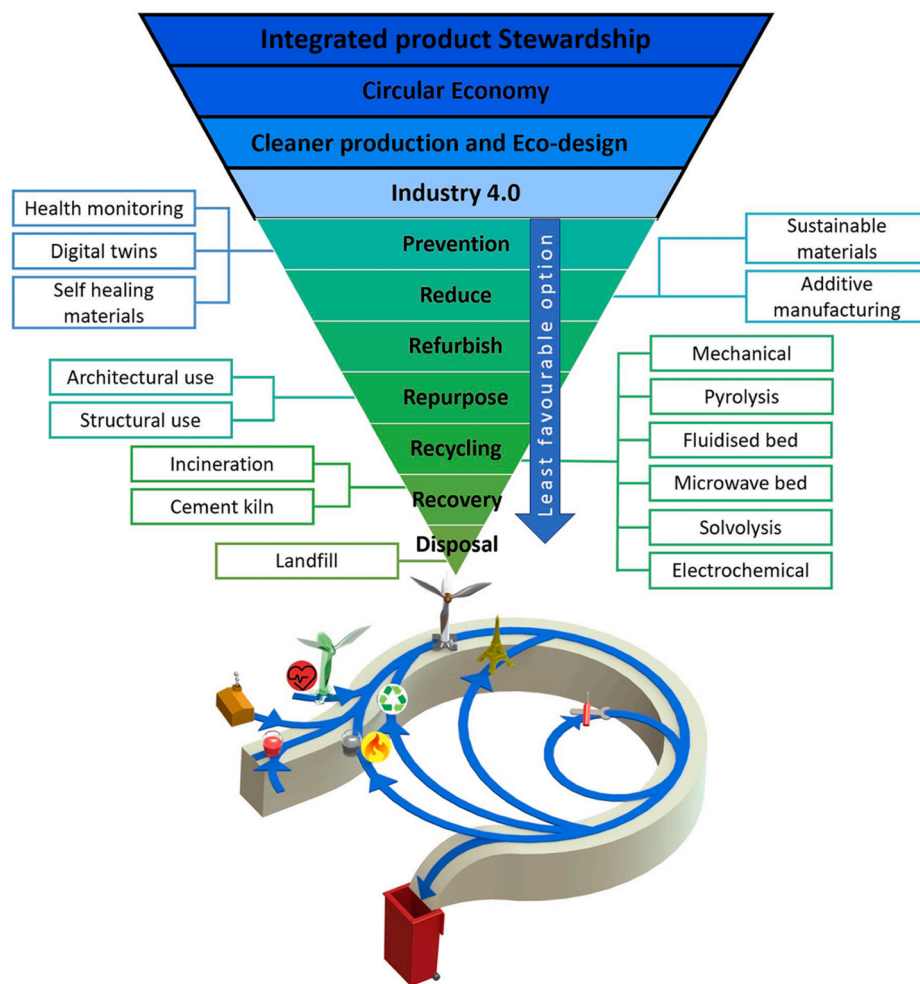 Integrated product Stewardship
Circular Economy
Cleaner production and Eco-design
Industry 4.0
Health monitoring
Digital twins
Self healing
materials
Prevention
Reduce
Refurbish
Repurpose
Recycling
Recovery
Disposal
Least favourable option
Sustainable
materials
Additive
manufacturing
Architectural use
Structural use
Incineration
Cement kiln
Landfill
Mechanical
Pyrolysis
Fluidised bed
Microwave bed
Solvolysis
Electrochemical